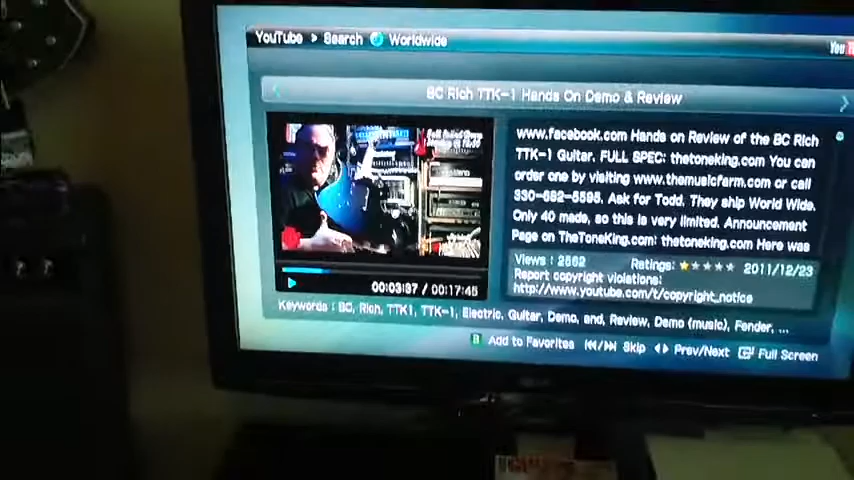 YouTube > Search Worldwide
You
BC Rich TTK-1 Hands On Demo & Review
www.facebook.com Hands on Review of the BC Rich
TTK-1 Guitar. FULL SPEC: thetoneking.com You can
order one by visiting www.themusicfarm.com or call
330-692-5595. Ask for Todd. They ship World Wide.
Only 40 made, so this is very limited. Announcement
Page on TheToneKing.com: thetoneking.com Here was
Views : 2562 Ratings: 2011/12/23
Report copyright violations:
http://www.youtube.com/t/copyright_notice
00:03:07 / 00:17:45
Keywords : BC, Rich, TTK1, TTK-1, Electric, Guitar, Demo, and, Review, Demo (music), Fender, ...
Add to Favorites Skip Prev/Next Full Screen